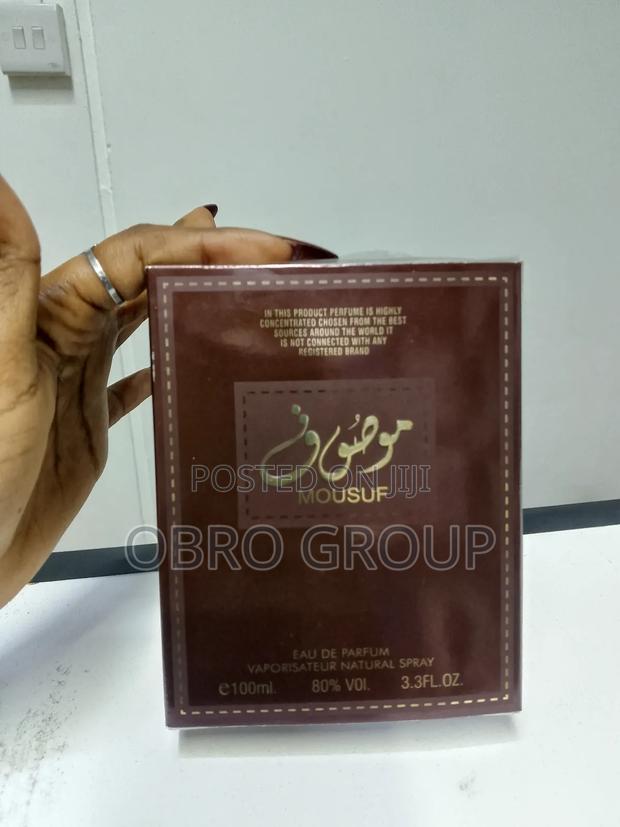 IN THIS PRODUCT PERFUME IS HIGHLY
CONCENTRATED CHOSEN FROM THE BEST
SOURCES AROUND THE WORLD IT
IS NOT CONNECTED WITH ANY
REGISTERED BRAND
موصوف
POSTED ON JIJI
MOUSUF
OBRO GROUP
EAU DE PARFUM
VAPORISATEUR NATURAL SPRAY
e100ml. 80% VOl. 3.3FL.OZ.